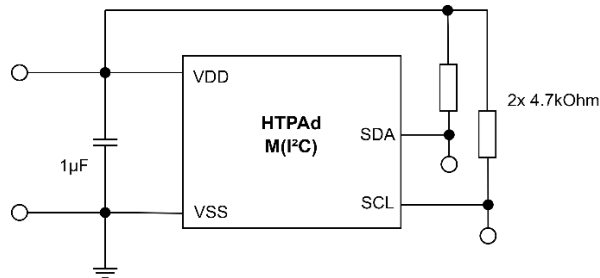 VDD
HTPAd
M(I²C)
SDA
2x 4.7kOhm
1µF
VSS
SCL